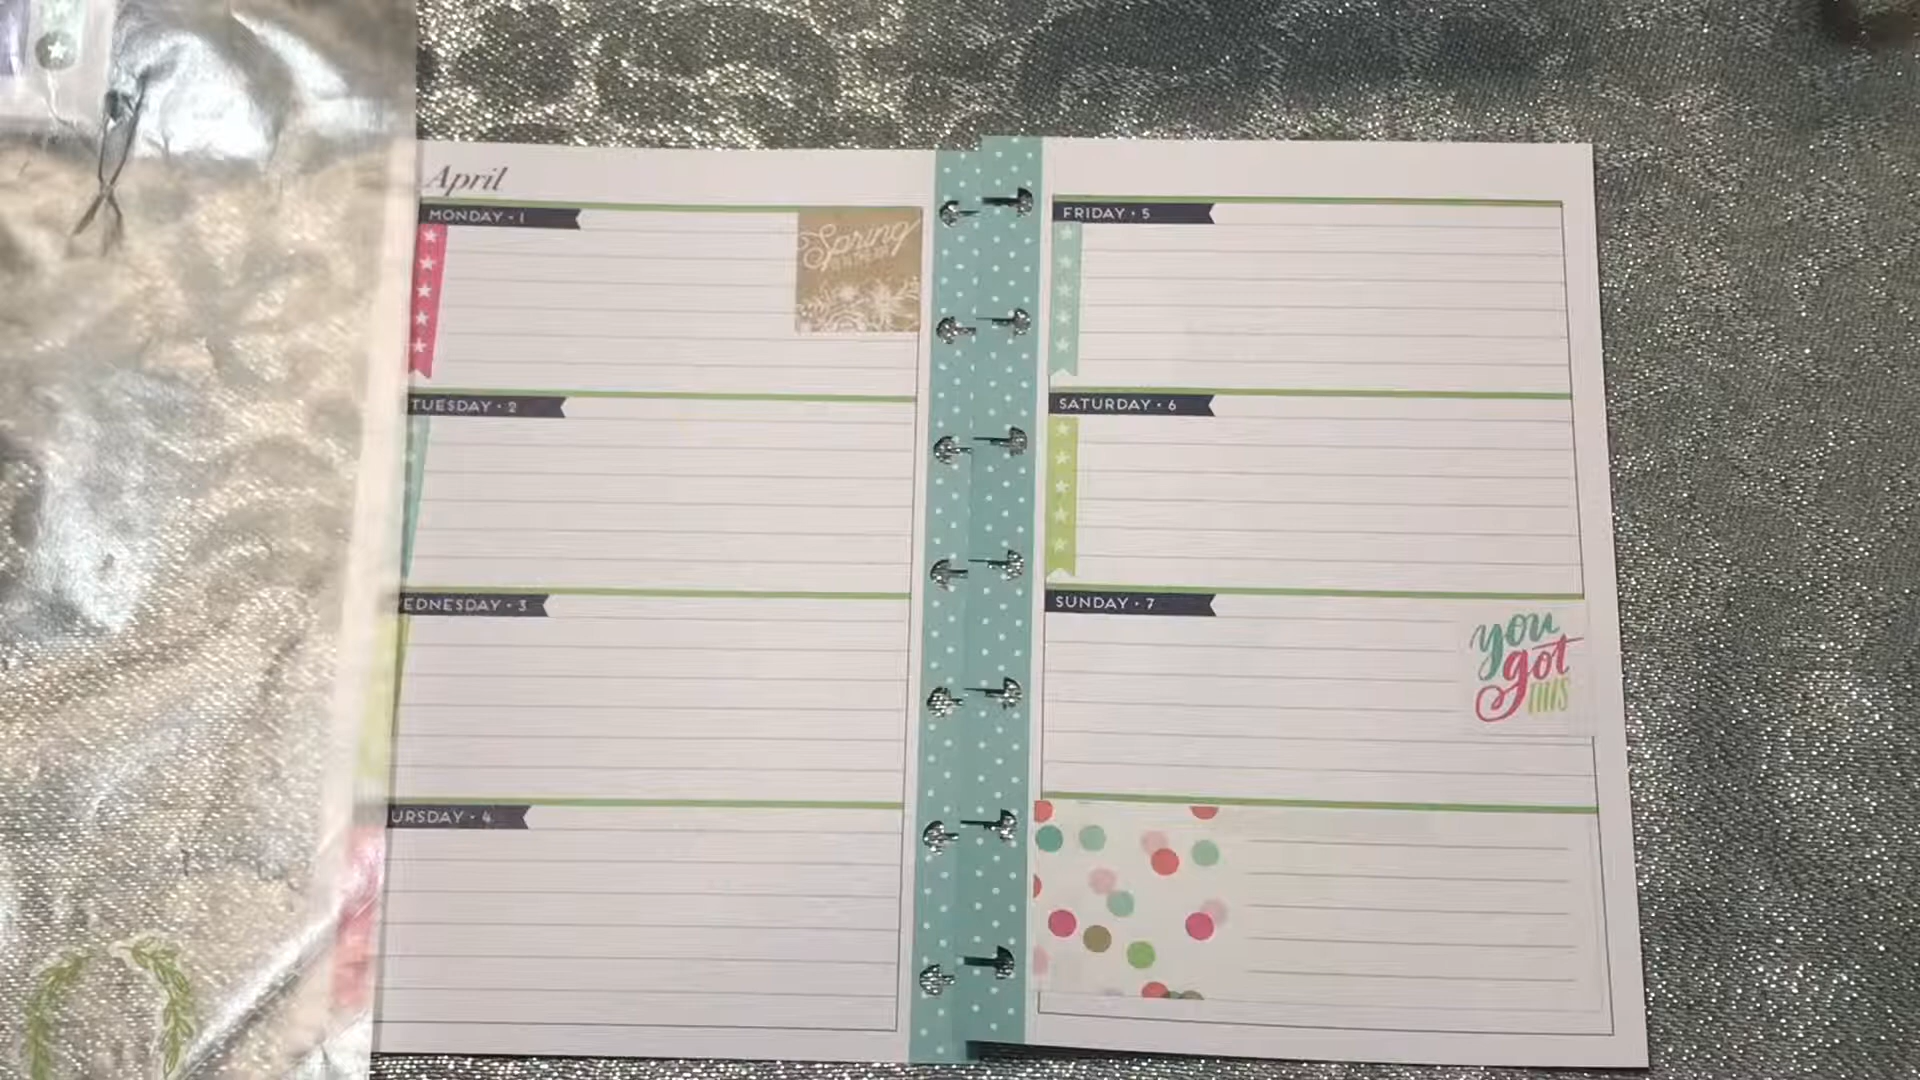 April
MONDAY • 1
Spring
TUESDAY • 2
EDNESDAY • 3
URSDAY • 4
FRIDAY • 5
SATURDAY • 6
SUNDAY • 7
you
got
THIS